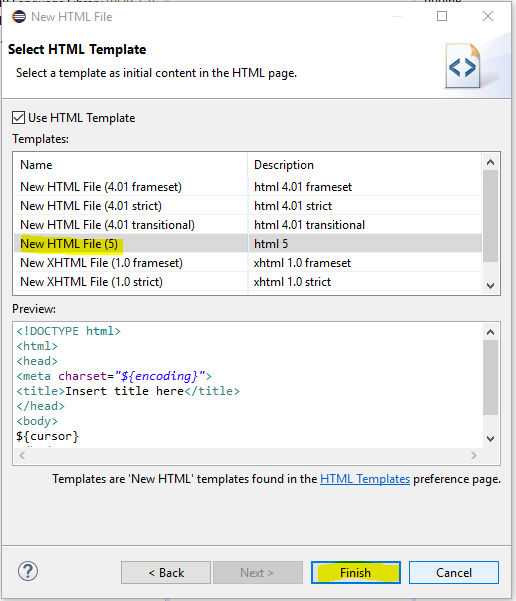 New HTML File
Select HTML Template
Select a template as initial content in the HTML page.
Use HTML Template
Templates:
Name Description
New HTML File (4.01 frameset) html 4.01 frameset
New HTML File (4.01 strict) html 4.01 strict
New HTML File (4.01 transitional) html 4.01 transitional
New HTML File (5) html 5
New XHTML File (1.0 frameset) xhtml 1.0 frameset
New XHTML File (1.0 strict) xhtml 1.0 strict
Preview:
<!DOCTYPE html>
<html>
<head>
<meta charset="${encoding}">
<title>Insert title here</title>
</head>
<body>
${cursor}
Templates are 'New HTML' templates found in the HTML Templates preference page.
? < Back Next > Finish Cancel